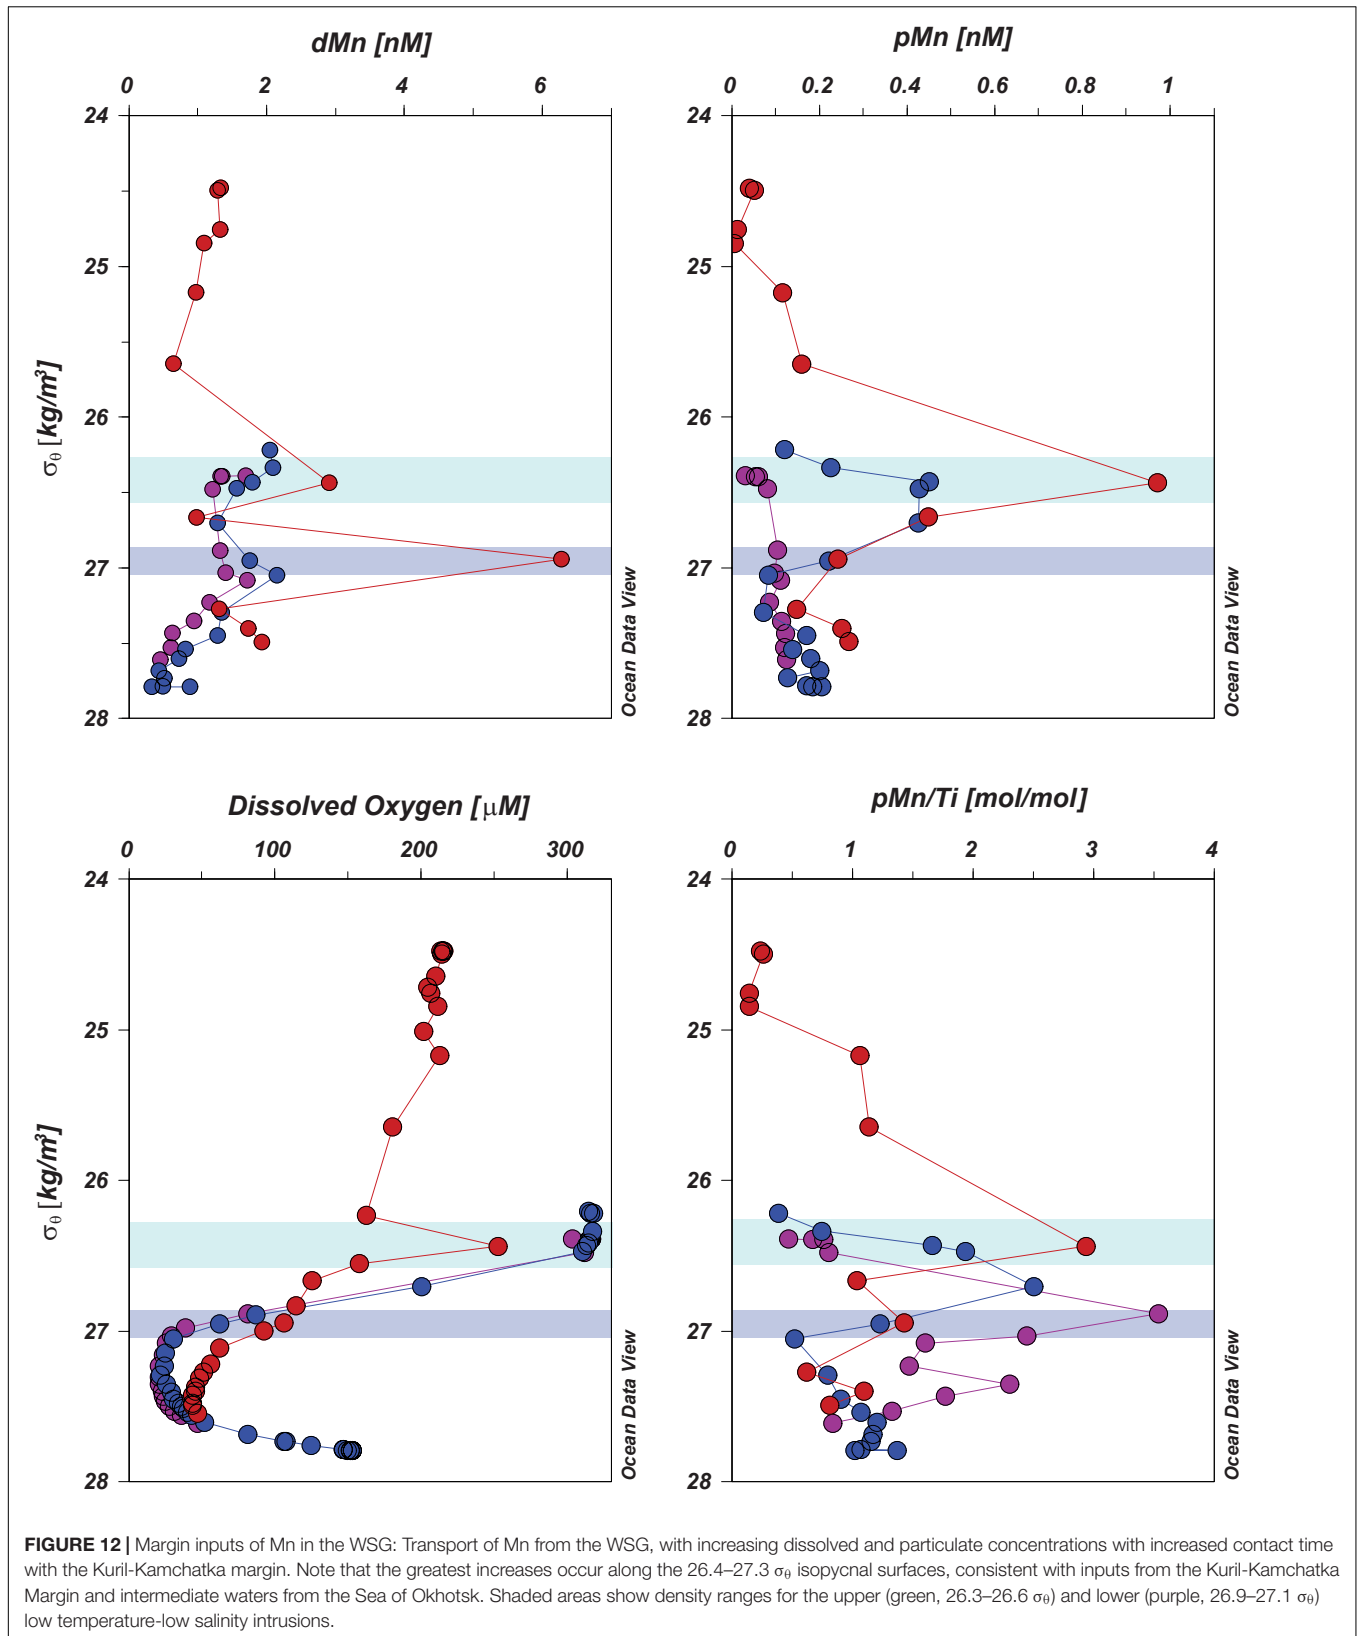 dMn [nM]
0 2 4 6
24
25
26
27
28
σθ [kg/m³]
Ocean Data View
pMn [nM]
0 0.2 0.4 0.6 0.8 1
24
25
26
27
28
Ocean Data View
Dissolved Oxygen [μM]
0 100 200 300
24
25
26
27
28
σθ [kg/m³]
Ocean Data View
pMn/Ti [mol/mol]
0 1 2 3 4
24
25
26
27
28
Ocean Data View
FIGURE 12 | Margin inputs of Mn in the WSG: Transport of Mn from the WSG, with increasing dissolved and particulate concentrations with increased contact time
with the Kuril-Kamchatka margin. Note that the greatest increases occur along the 26.4–27.3 σθ isopycnal surfaces, consistent with inputs from the Kuril-Kamchatka
Margin and intermediate waters from the Sea of Okhotsk. Shaded areas show density ranges for the upper (green, 26.3–26.6 σθ) and lower (purple, 26.9–27.1 σθ)
low temperature-low salinity intrusions.